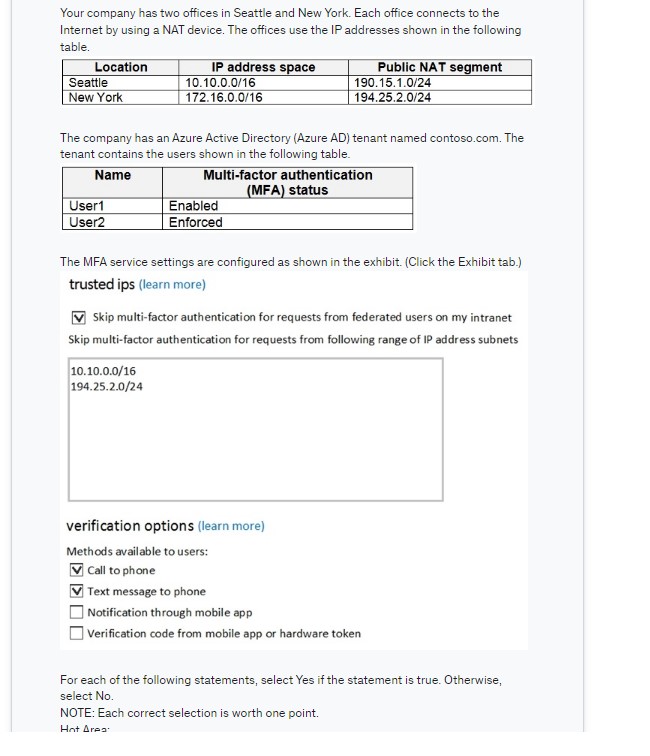 Your company has two offices in Seattle and New York. Each office connects to the
Internet by using a NAT device. The offices use the IP addresses shown in the following
table.
Location IP address space Public NAT segment
Seattle 10.10.0.0/16 190.15.1.0/24
New York 172.16.0.0/16 194.25.2.0/24
The company has an Azure Active Directory (Azure AD) tenant named contoso.com. The
tenant contains the users shown in the following table.
Name Multi-factor authentication
(MFA) status
User1 Enabled
User2 Enforced
The MFA service settings are configured as shown in the exhibit. (Click the Exhibit tab.)
trusted ips (learn more)
Skip multi-factor authentication for requests from federated users on my intranet
Skip multi-factor authentication for requests from following range of IP address subnets
10.10.0.0/16
194.25.2.0/24
verification options (learn more)
Methods available to users:
Call to phone
Text message to phone
Notification through mobile app
Verification code from mobile app or hardware token
For each of the following statements, select Yes if the statement is true. Otherwise,
select No.
NOTE: Each correct selection is worth one point.
Hot Area: